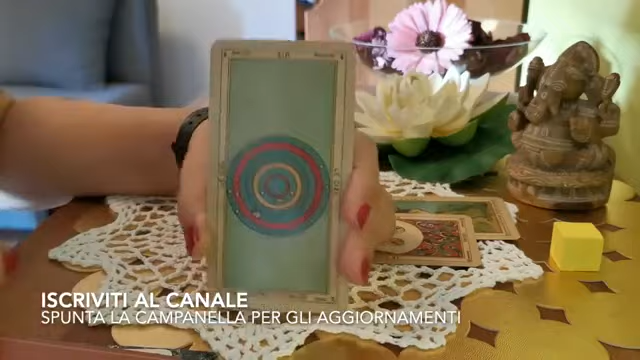 ISCRIVITI AL CANALE
SPUNTA LA CAMPANELLA PER GLI AGGIORNAMENTI